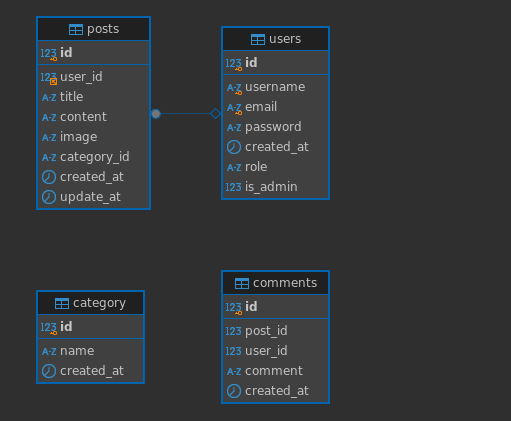 posts
123 id
123 user_id
A-Z title
A-Z content
A-Z image
A-Z category_id
created_at
update_at
users
123 id
A-Z username
A-Z email
A-Z password
created_at
A-Z role
123 is_admin
category
123 id
A-Z name
created_at
comments
123 id
123 post_id
123 user_id
A-Z comment
created_at